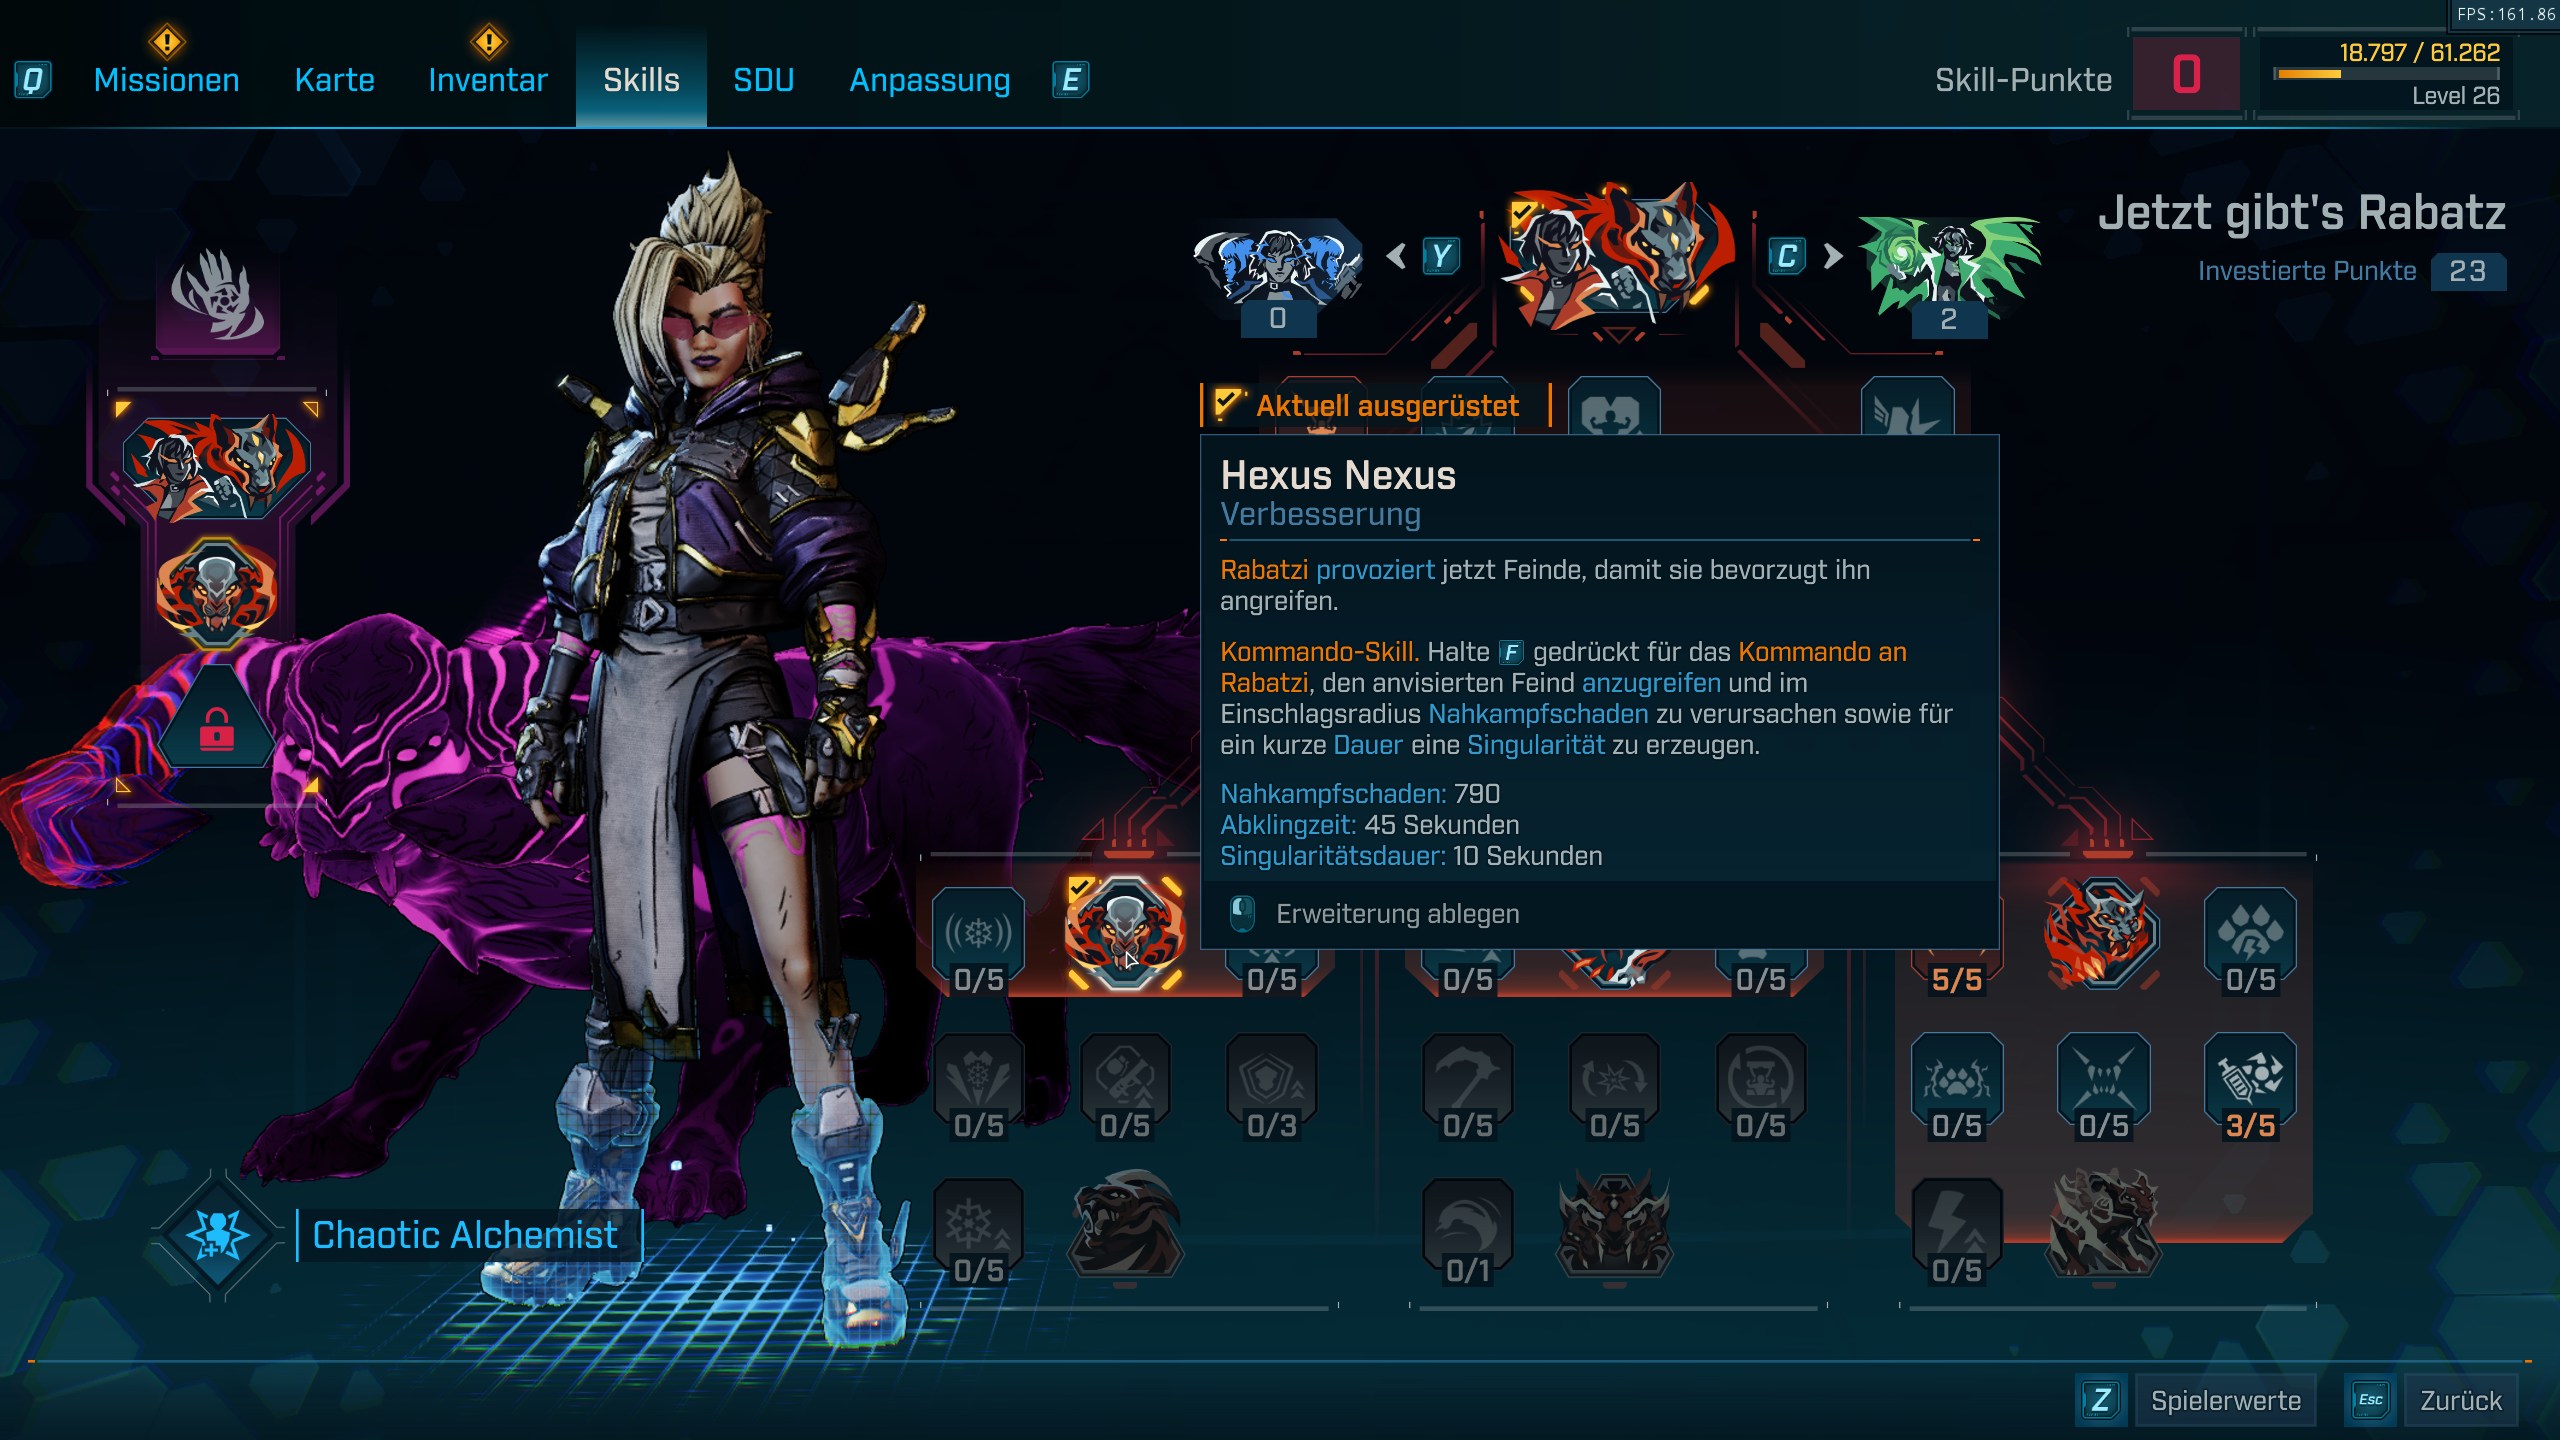 FPS:161.86
Q
Missionen
Karte
Inventar
Skills
SDU
Anpassung
E
Skill-Punkte
0
18.797 / 61.262
Level 26
Y
C
0
2
Jetzt gibt's Rabatz
Investierte Punkte 23
Aktuell ausgerüstet
Hexus Nexus
Verbesserung
Rabatzi provoziert jetzt Feinde, damit sie bevorzugt ihn
angreifen.
Kommando-Skill. Halte F gedrückt für das Kommando an
Rabatzi, den anvisierten Feind anzugreifen und im
Einschlagsradius Nahkampfschaden zu verursachen sowie für
ein kurze Dauer eine Singularität zu erzeugen.
Nahkampfschaden: 790
Abklingzeit: 45 Sekunden
Singularitätsdauer: 10 Sekunden
Erweiterung ablegen
0/5
0/5
0/5
0/5
5/5
0/5
0/5
0/5
0/3
0/5
0/5
0/5
0/5
0/5
3/5
0/5
0/1
0/5
Chaotic Alchemist
Z
Spielerwerte
Esc
Zurück